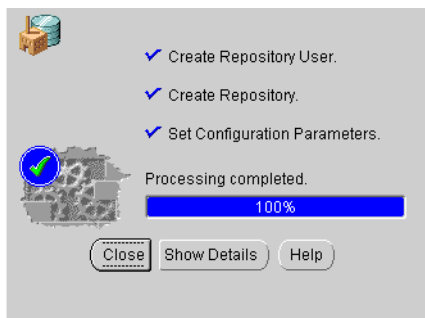 Create Repository User.
Create Repository.
Set Configuration Parameters.
Processing completed.
100%
Close Show Details Help